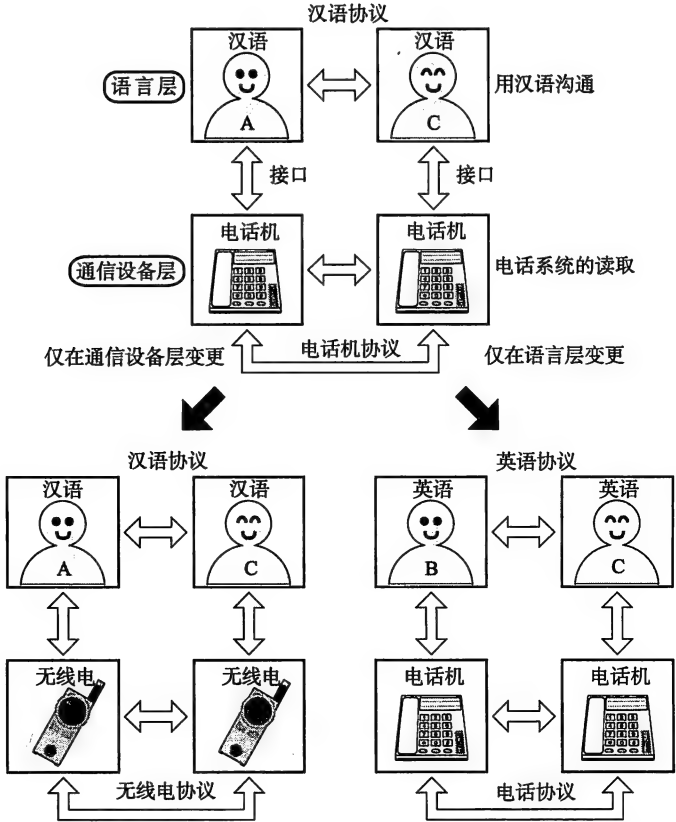 汉语协议
汉语
汉语
语言层
A
C
用汉语沟通
接口
接口
电话机
电话机
通信设备层
电话系统的读取
仅在通信设备层变更
电话机协议
仅在语言层变更
汉语协议
英语协议
汉语
汉语
英语
英语
A
C
B
C
无线电
无线电
电话机
电话机
无线电协议
电话协议